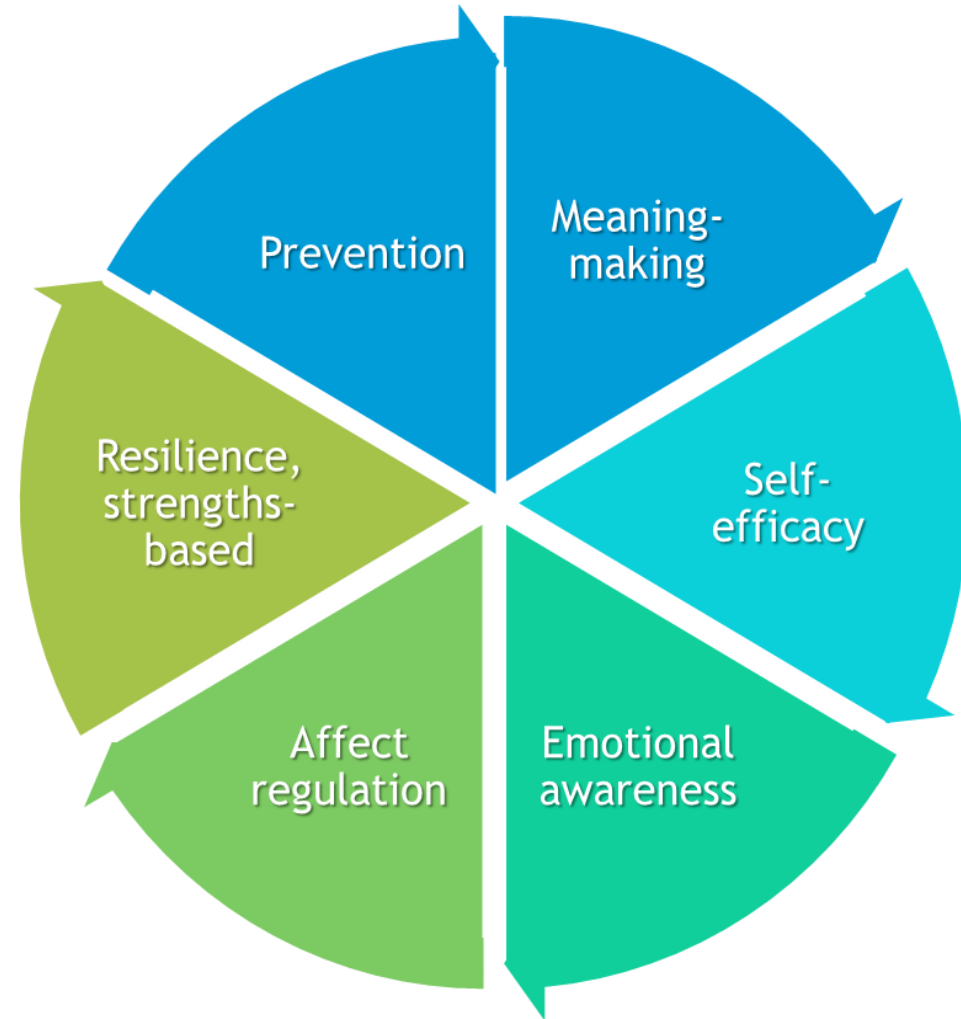 Prevention
Meaning-
making
Self-
efficacy
Emotional
awareness
Affect
regulation
Resilience,
strengths-
based